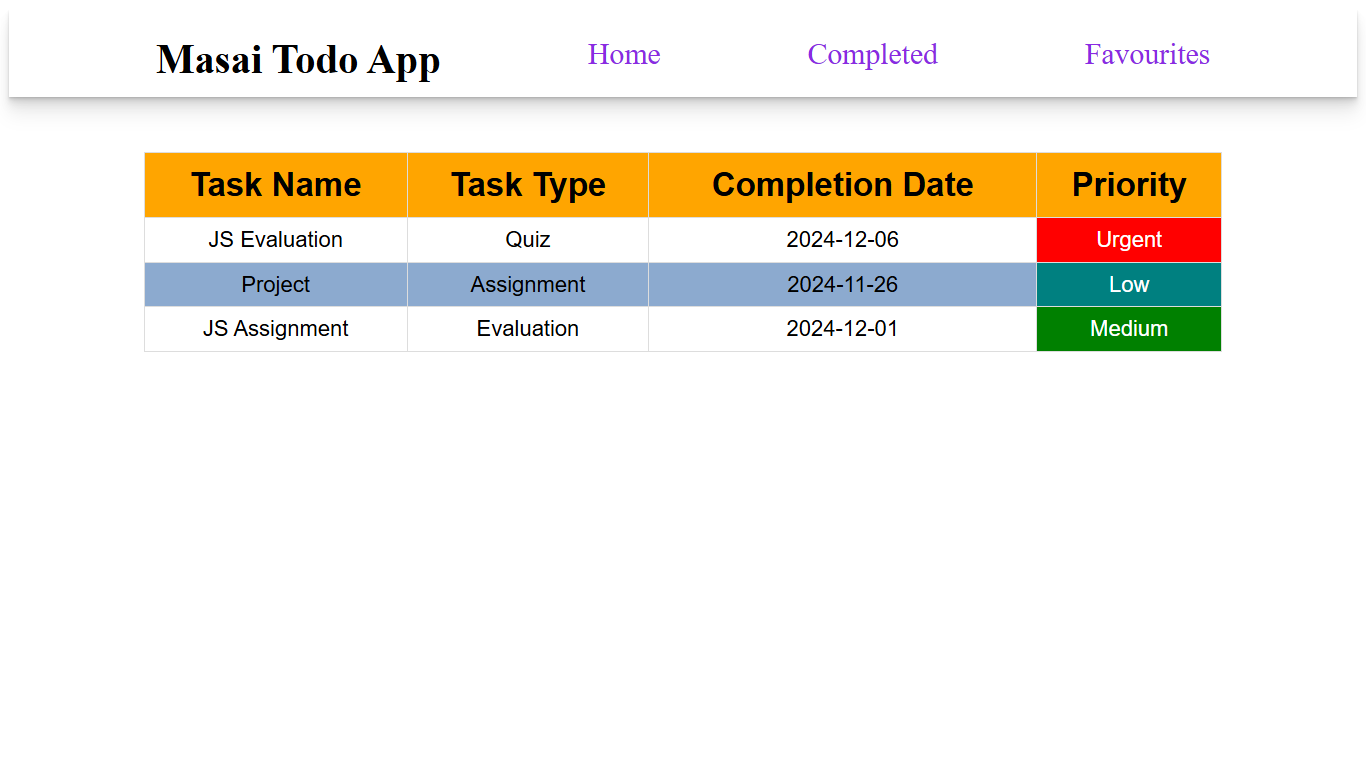 Masai Todo App Home Completed Favourites
Task Name Task Type Completion Date Priority
JS Evaluation Quiz 2024-12-06 Urgent
Project Assignment 2024-11-26 Low
JS Assignment Evaluation 2024-12-01 Medium